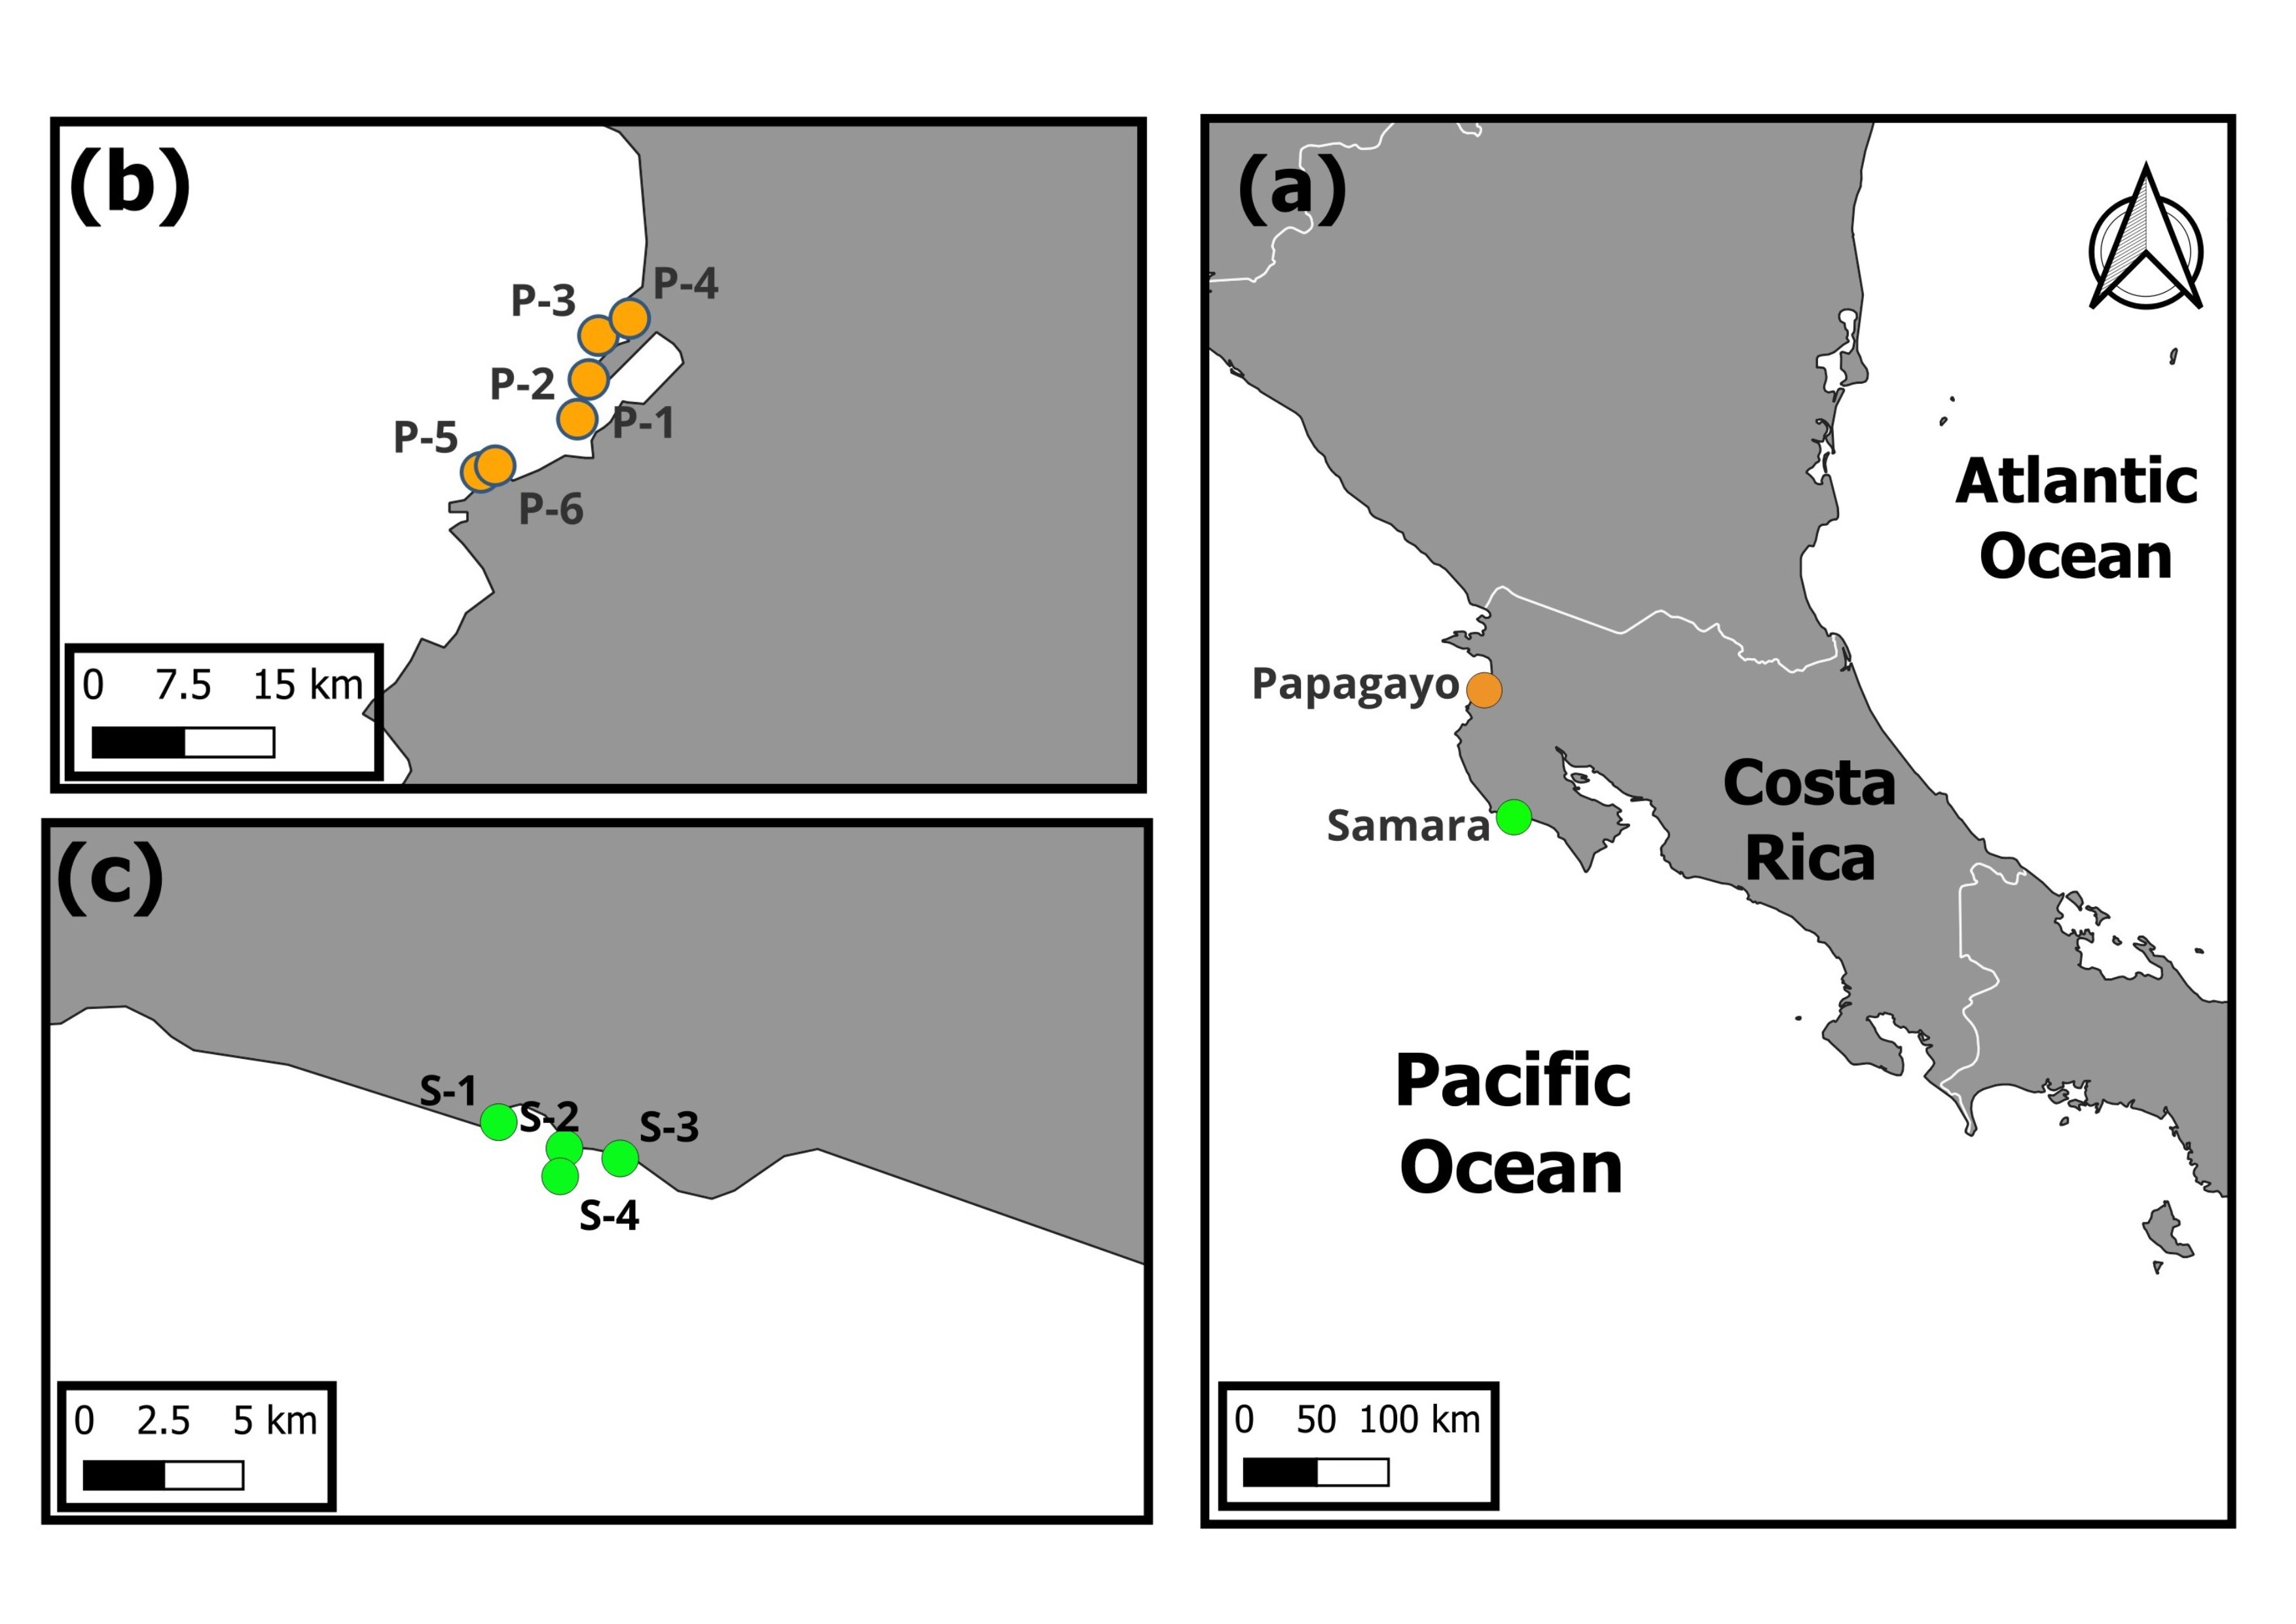 (b)
P-3
P-4
P-2
P-1
P-5
P-6
0 7.5 15 km
(c)
S-1
S-2
S-3
S-4
0 2.5 5 km
(a)
Atlantic
Ocean
Papagayo
Costa
Rica
Samara
Pacific
Ocean
0 50 100 km